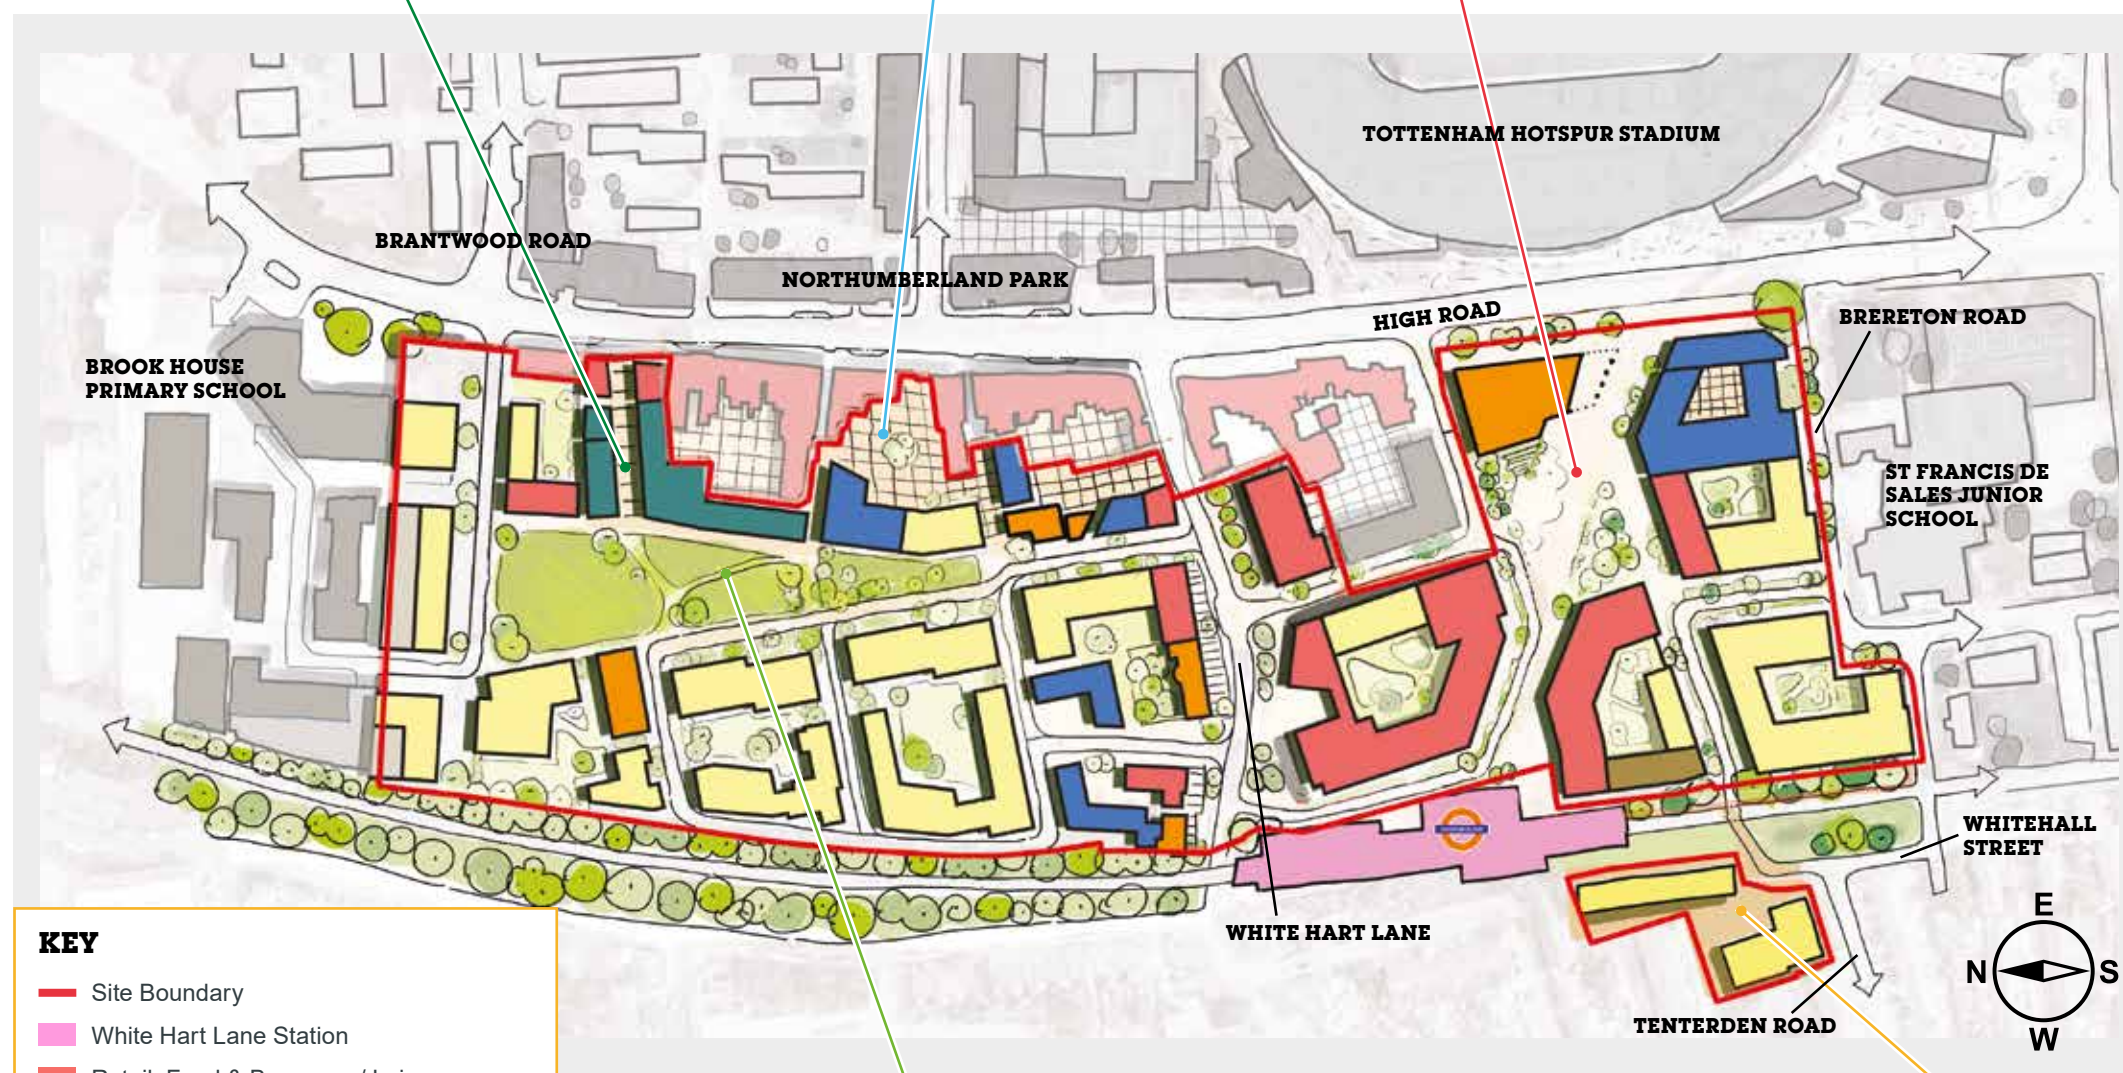 TOTTENHAM HOTSPUR STADIUM
BRANTWOOD ROAD
NORTHUMBERLAND PARK
HIGH ROAD
BRERETON ROAD
BROOK HOUSE
PRIMARY SCHOOL
ST FRANCIS DE
SALES JUNIOR
SCHOOL
WHITEHALL
STREET
WHITE HART LANE
TENTERDEN ROAD
E
N
S
W
KEY
Site Boundary
White Hart Lane Station